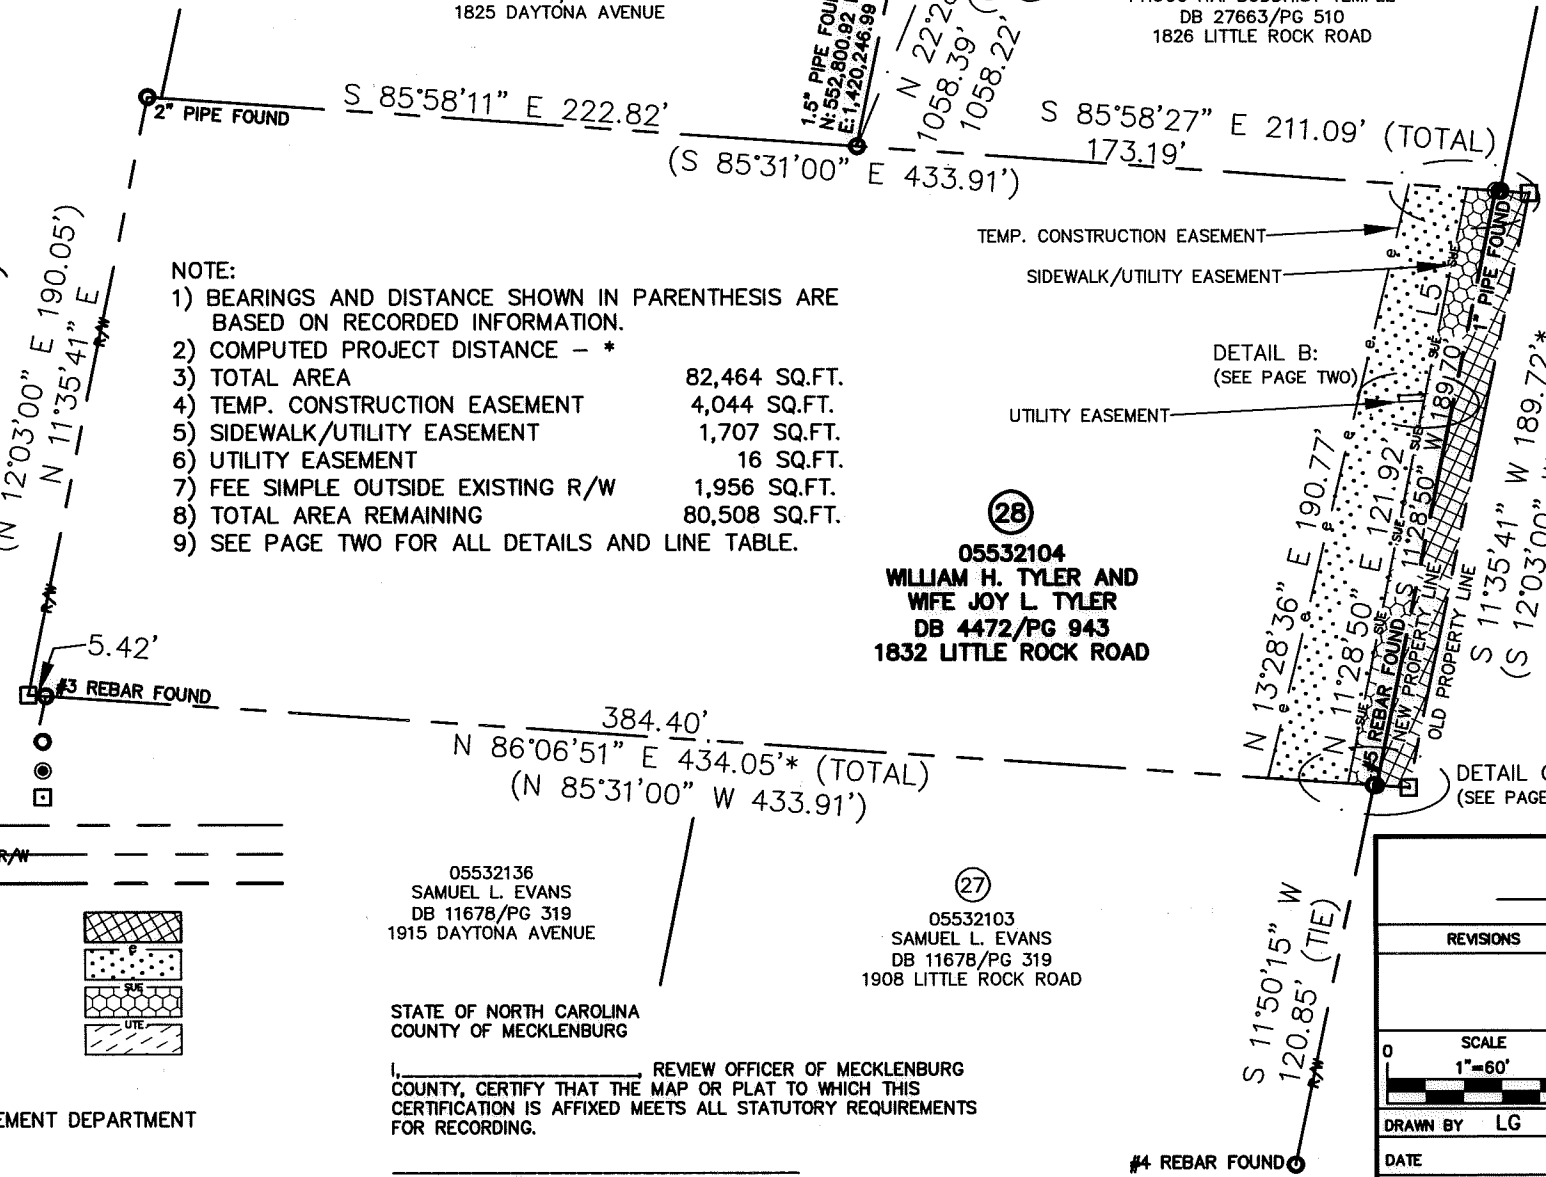 1825 DAYTONA AVENUE
DB 27663/PG 510
1826 LITTLE ROCK ROAD
1.5" PIPE FOUND
N: 552,800.92
E: 1,420,246.99
1058.39'
1058.22'
2" PIPE FOUND
S 85°58'11" E 222.82'
(S 85°31'00" E 433.91')
S 85°58'27" E 211.09' (TOTAL)
173.19'
TEMP. CONSTRUCTION EASEMENT
SIDEWALK/UTILITY EASEMENT
DETAIL B:
(SEE PAGE TWO)
UTILITY EASEMENT
(N 12°03'00" E 190.05')
N 11°35'41" E
R/W
R/W
NOTE:
1) BEARINGS AND DISTANCE SHOWN IN PARENTHESIS ARE
BASED ON RECORDED INFORMATION.
2) COMPUTED PROJECT DISTANCE – *
3) TOTAL AREA 82,464 SQ.FT.
4) TEMP. CONSTRUCTION EASEMENT 4,044 SQ.FT.
5) SIDEWALK/UTILITY EASEMENT 1,707 SQ.FT.
6) UTILITY EASEMENT 16 SQ.FT.
7) FEE SIMPLE OUTSIDE EXISTING R/W 1,956 SQ.FT.
8) TOTAL AREA REMAINING 80,508 SQ.FT.
9) SEE PAGE TWO FOR ALL DETAILS AND LINE TABLE.
28
05532104
WILLIAM H. TYLER AND
WIFE JOY L. TYLER
DB 4472/PG 943
1832 LITTLE ROCK ROAD
N 13°28'36" E 190.77'
N 11°28'50" E 121.92'
L5
S 11°28'50" W 189.70'
1" PIPE FOUND
#5 REBAR FOUND
NEW PROPERTY LINE
OLD PROPERTY LINE
S 11°35'41" W 189.72'*
(S 12°03'00" W
e
e
e
e
e
e
SUE
SUE
SUE
SUE
SUE
SUE
5.42'
#3 REBAR FOUND
384.40'
N 86°06'51" E 434.05'* (TOTAL)
(N 85°31'00" W 433.91')
(SEE PAGE
R/W
e
SUE
UTE
05532136
SAMUEL L. EVANS
DB 11678/PG 319
1915 DAYTONA AVENUE
27
05532103
SAMUEL L. EVANS
DB 11678/PG 319
1908 LITTLE ROCK ROAD
S 11°50'15" W
120.85' (TIE)
R/W
#4 REBAR FOUND
STATE OF NORTH CAROLINA
COUNTY OF MECKLENBURG
I,____________________, REVIEW OFFICER OF MECKLENBURG
COUNTY, CERTIFY THAT THE MAP OR PLAT TO WHICH THIS
CERTIFICATION IS AFFIXED MEETS ALL STATUTORY REQUIREMENTS
FOR RECORDING.
EMENT DEPARTMENT
REVISIONS
SCALE
0
1"=60'
DRAWN BY LG
DATE